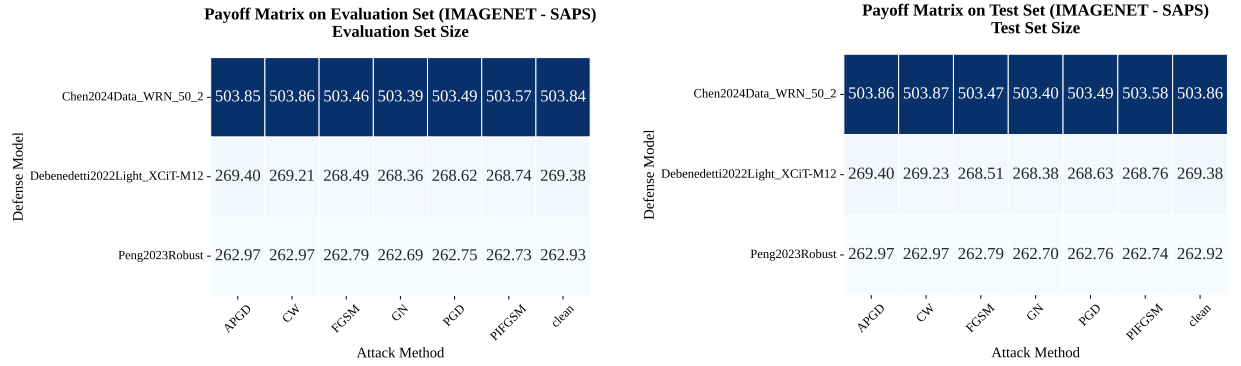 Payoff Matrix on Evaluation Set (IMAGENET - SAPS)
Evaluation Set Size
Defense Model
Chen2024Data_WRN_50_2 503.85 503.86 503.46 503.39 503.49 503.57 503.84
Debenedetti2022Light_XCiT-M12 269.40 269.21 268.49 268.36 268.62 268.74 269.38
Peng2023Robust 262.97 262.97 262.79 262.69 262.75 262.73 262.93
APGD CW FGSM GN PGD PIFGSM clean
Attack Method
Payoff Matrix on Test Set (IMAGENET - SAPS)
Test Set Size
Defense Model
Chen2024Data_WRN_50_2 503.86 503.87 503.47 503.40 503.49 503.58 503.86
Debenedetti2022Light_XCiT-M12 269.40 269.23 268.51 268.38 268.63 268.76 269.38
Peng2023Robust 262.97 262.97 262.79 262.70 262.76 262.74 262.92
APGD CW FGSM GN PGD PIFGSM clean
Attack Method